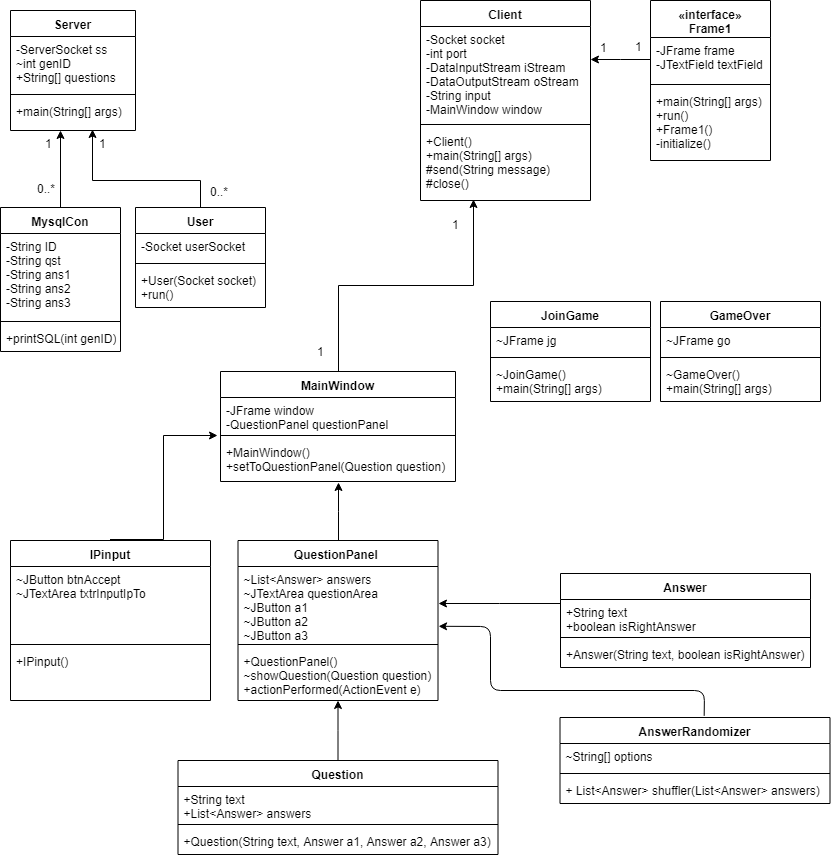 Server
-ServerSocket ss
~int genID
+String[] questions
+main(String[] args)
Client
-Socket socket
-int port
-DataInputStream iStream
-DataOutputStream oStream
-String input
-MainWindow window
+Client()
+main(String[] args)
#send(String message)
#close()
1
1
«interface»
Frame1
-JFrame frame
-JTextField textField
+main(String[] args)
+run()
+Frame1()
-initialize()
1
1
0..*
0..*
MysqlCon
-String ID
-String qst
-String ans1
-String ans2
-String ans3
+printSQL(int genID)
User
-Socket userSocket
+User(Socket socket)
+run()
1
1
JoinGame
~JFrame jg
~JoinGame()
+main(String[] args)
GameOver
~JFrame go
~GameOver()
+main(String[] args)
MainWindow
-JFrame window
-QuestionPanel questionPanel
+MainWindow()
+setToQuestionPanel(Question question)
IPinput
~JButton btnAccept
~JTextArea txtrInputIpTo
+IPinput()
QuestionPanel
~List<Answer> answers
~JTextArea questionArea
~JButton a1
~JButton a2
~JButton a3
+QuestionPanel()
~showQuestion(Question question)
+actionPerformed(ActionEvent e)
Answer
+String text
+boolean isRightAnswer
+Answer(String text, boolean isRightAnswer)
AnswerRandomizer
~String[] options
+ List<Answer> shuffler(List<Answer> answers)
Question
+String text
+List<Answer> answers
+Question(String text, Answer a1, Answer a2, Answer a3)